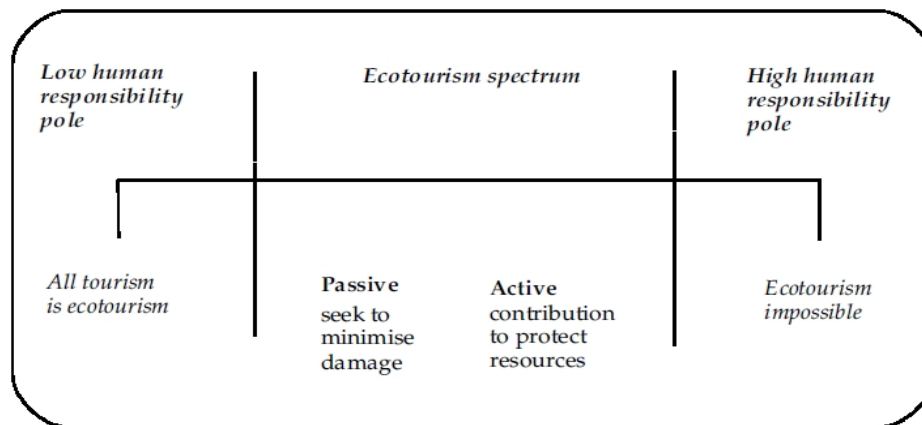 Low human
responsibility
pole
Ecotourism spectrum
High human
responsibility
pole
All tourism
is ecotourism
Passive
seek to
minimise
damage
Active
contribution
to protect
resources
Ecotourism
impossible